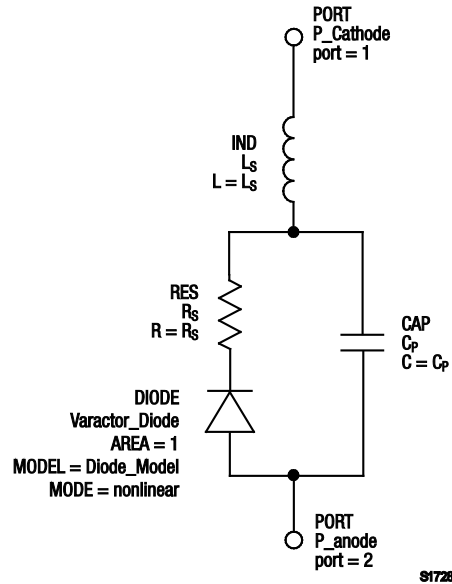 PORT
P_Cathode
port = 1
IND
LS
L = LS
RES
RS
R = RS
CAP
CP
C = CP
DIODE
Varactor_Diode
AREA = 1
MODEL = Diode_Model
MODE = nonlinear
PORT
P_anode
port = 2
S1728